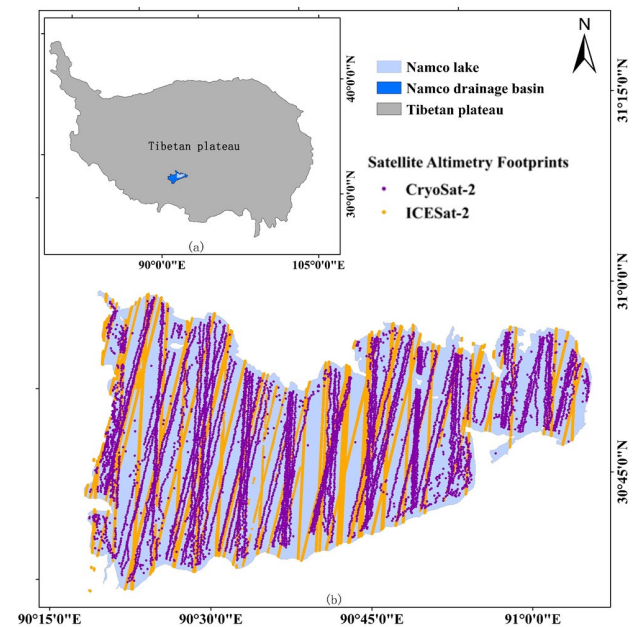 N
Namco lake
Namco drainage basin
Tibetan plateau
Satellite Altimetry Footprints
CryoSat-2
ICESat-2
Tibetan plateau
(a)
40°0'0"N
30°0'0"N
90°0'0"E
105°0'0"E
31°15'0"N
31°0'0"N
30°45'0"N
(b)
90°15'0"E
90°30'0"E
90°45'0"E
91°0'0"E